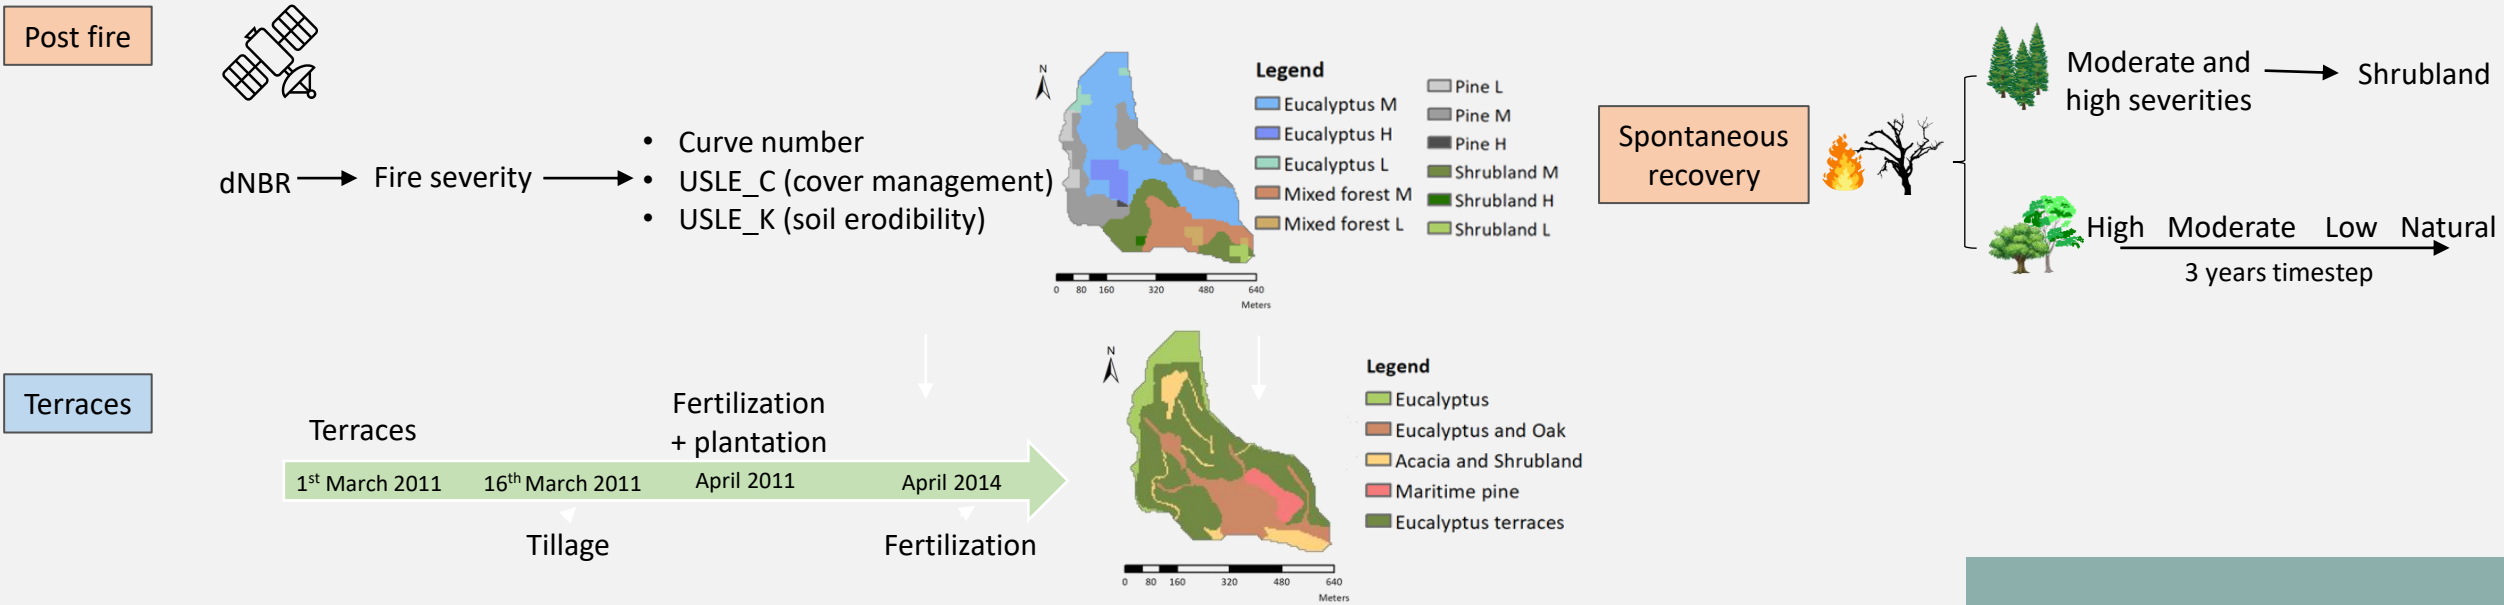 Post fire
dNBR
Fire severity
• Curve number
• USLE_C (cover management)
• USLE_K (soil erodibility)
N
Legend
Eucalyptus M
Eucalyptus H
Eucalyptus L
Mixed forest M
Mixed forest L
Pine L
Pine M
Pine H
Shrubland M
Shrubland H
Shrubland L
0 80 160 320 480 640
Meters
Spontaneous
recovery
Moderate and
high severities
Shrubland
High Moderate Low Natural
3 years timestep
Terraces
Terraces
Fertilization
+ plantation
1st March 2011
16th March 2011
April 2011
April 2014
Tillage
Fertilization
N
Legend
Eucalyptus
Eucalyptus and Oak
Acacia and Shrubland
Maritime pine
Eucalyptus terraces
0 80 160 320 480 640
Meters